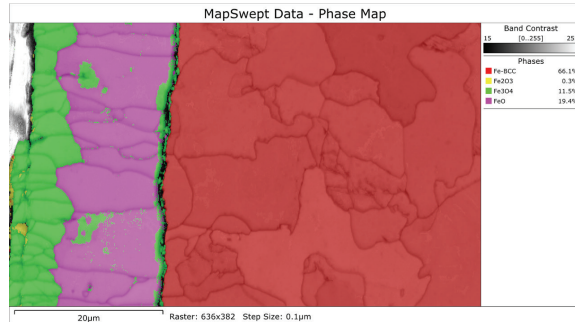 MapSwept Data - Phase Map
Band Contrast
15 [0..255] 25
Phases
Fe-BCC 66.1%
Fe2O3 0.3%
Fe3O4 11.5%
FeO 19.4%
20µm
Raster: 636x382 Step Size: 0.1µm